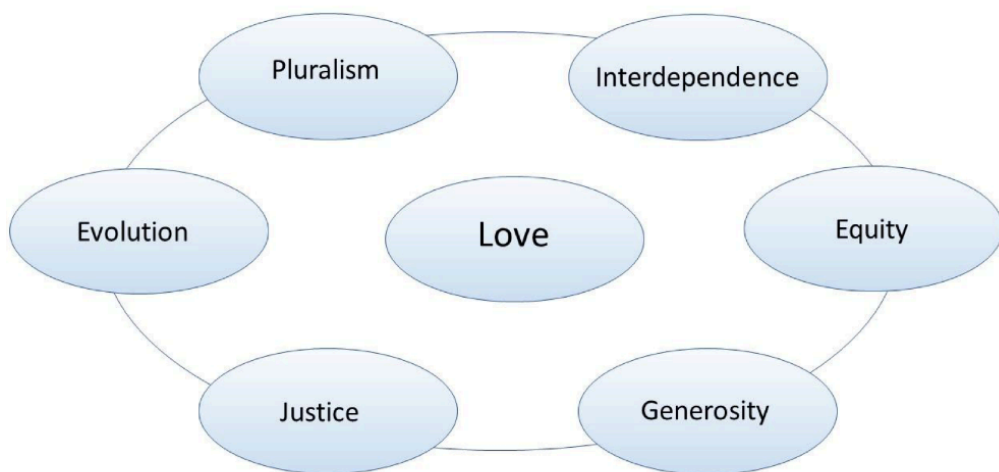 Pluralism
Interdependence
Evolution
Love
Equity
Justice
Generosity